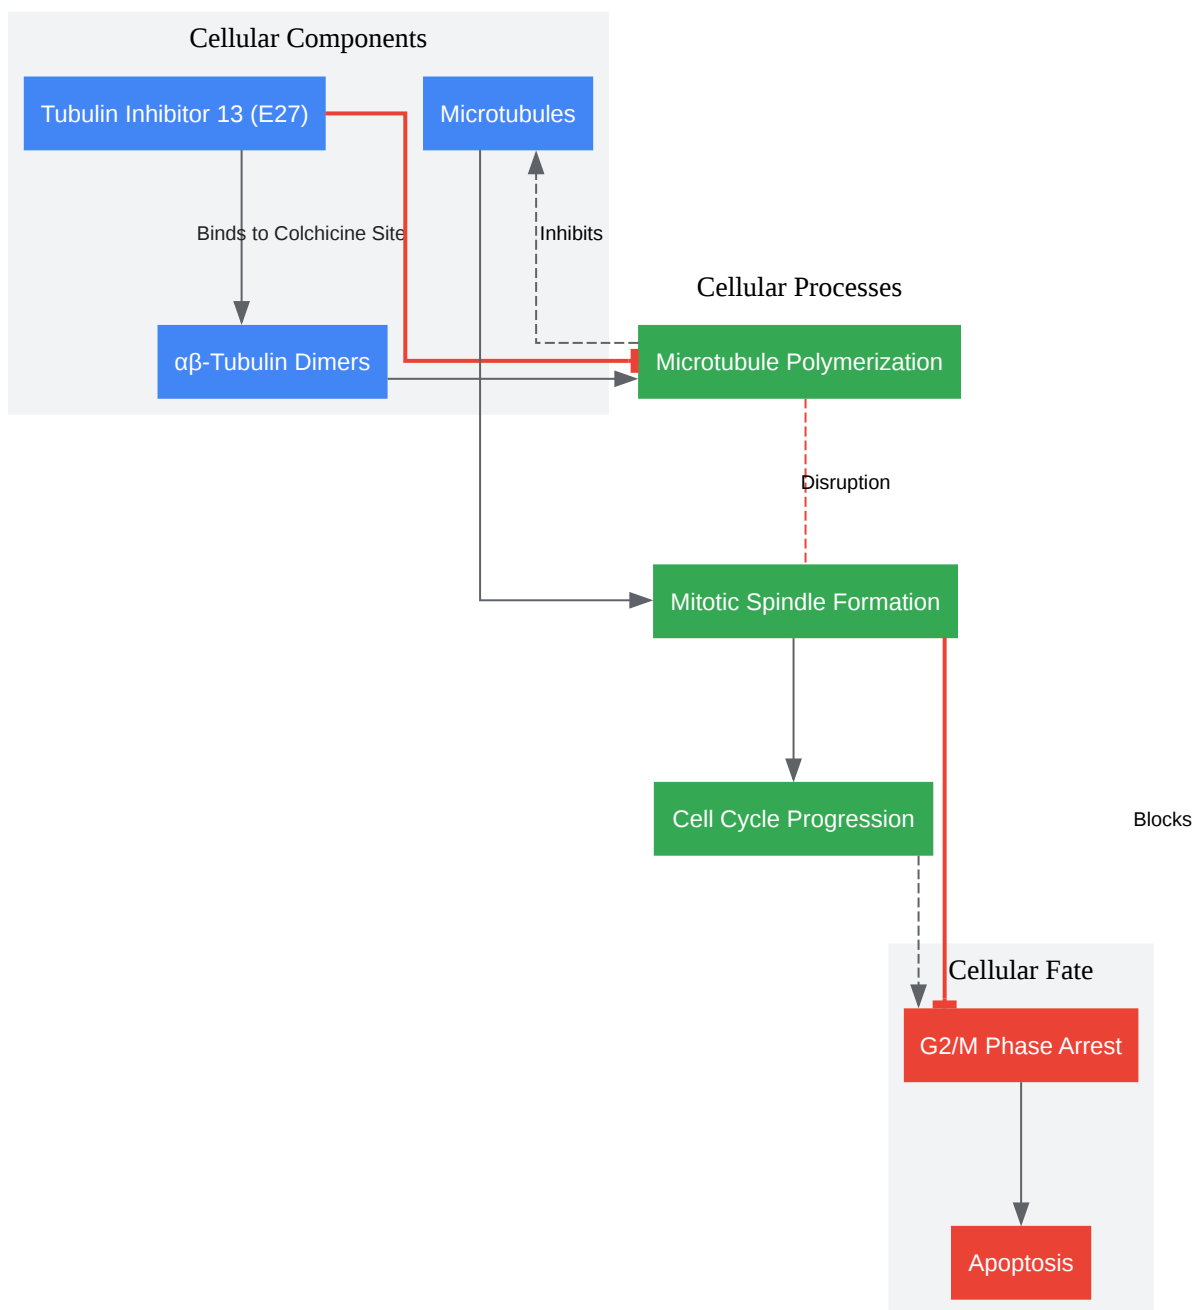 Cellular Components
Tubulin Inhibitor 13 (E27)
Microtubules
Binds to Colchicine Site
Inhibits
Cellular Processes
αβ-Tubulin Dimers
Microtubule Polymerization
Disruption
Mitotic Spindle Formation
Cell Cycle Progression
Blocks
Cellular Fate
G2/M Phase Arrest
Apoptosis